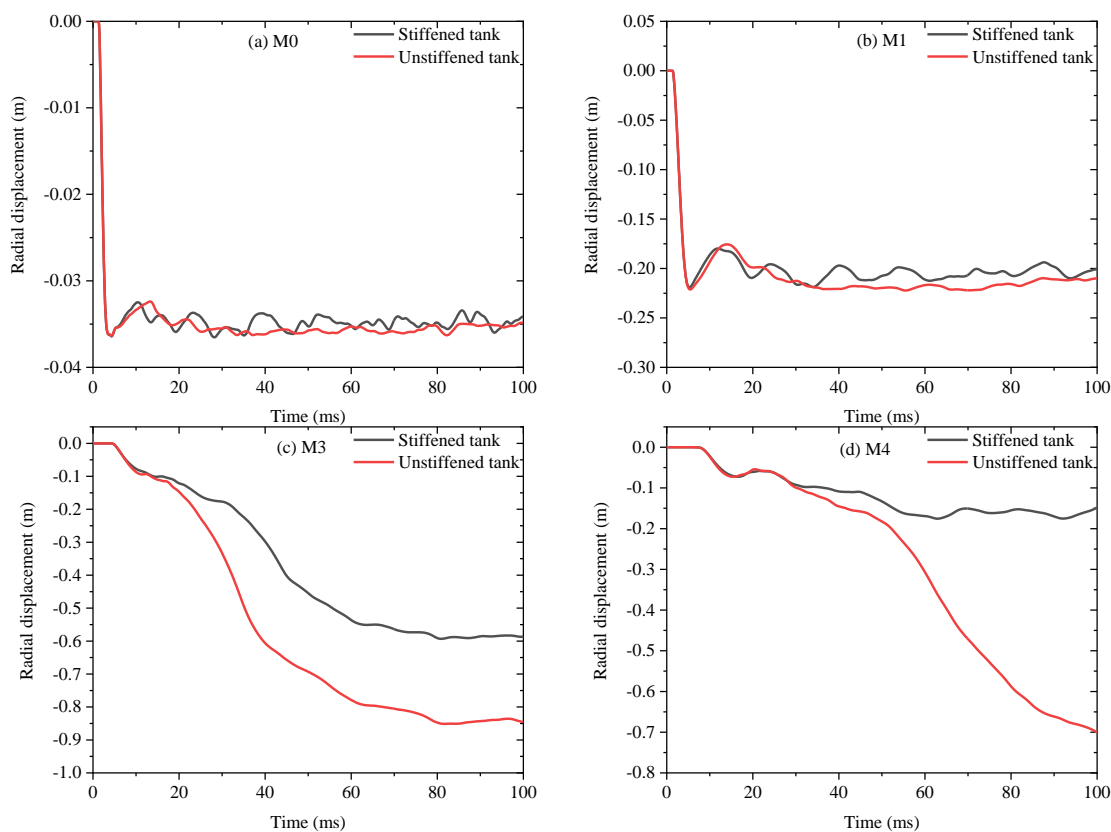 (a) M0
Stiffened tank
Unstiffened tank
0.00
-0.01
-0.02
-0.03
-0.04
Radial displacement (m)
0 20 40 60 80 100
Time (ms)
(b) M1
Stiffened tank
Unstiffened tank
0.05
0.00
-0.05
-0.10
-0.15
-0.20
-0.25
-0.30
Radial displacement (m)
0 20 40 60 80 100
Time (ms)
(c) M3
Stiffened tank
Unstiffened tank
0.0
-0.1
-0.2
-0.3
-0.4
-0.5
-0.6
-0.7
-0.8
-0.9
-1.0
Radial displacement (m)
0 20 40 60 80 100
Time (ms)
(d) M4
Stiffened tank
Unstiffened tank
0.0
-0.1
-0.2
-0.3
-0.4
-0.5
-0.6
-0.7
-0.8
Radial displacement (m)
0 20 40 60 80 100
Time (ms)